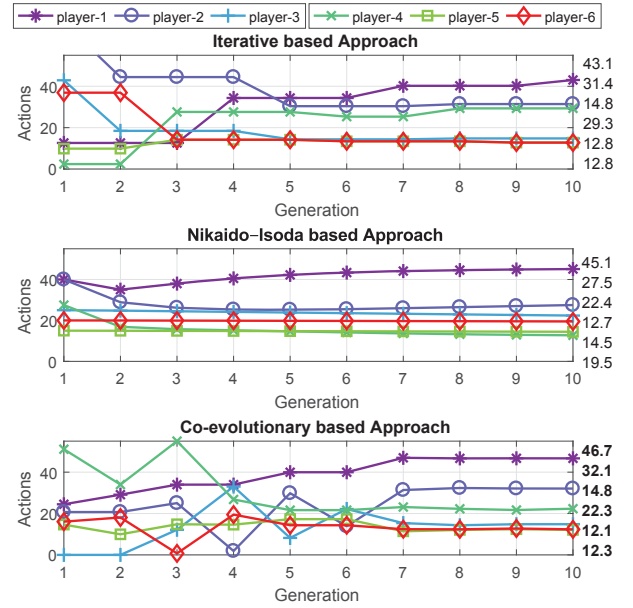 player-1 player-2 player-3 player-4 player-5 player-6
Iterative based Approach
Actions
40
20
0
1 2 3 4 5 6 7 8 9 10
Generation
43.1
31.4
14.8
29.3
12.8
12.8
Nikaido−Isoda based Approach
Actions
40
20
0
1 2 3 4 5 6 7 8 9 10
Generation
45.1
27.5
22.4
12.7
14.5
19.5
Co-evolutionary based Approach
Actions
40
20
0
1 2 3 4 5 6 7 8 9 10
Generation
46.7
32.1
14.8
22.3
12.1
12.3